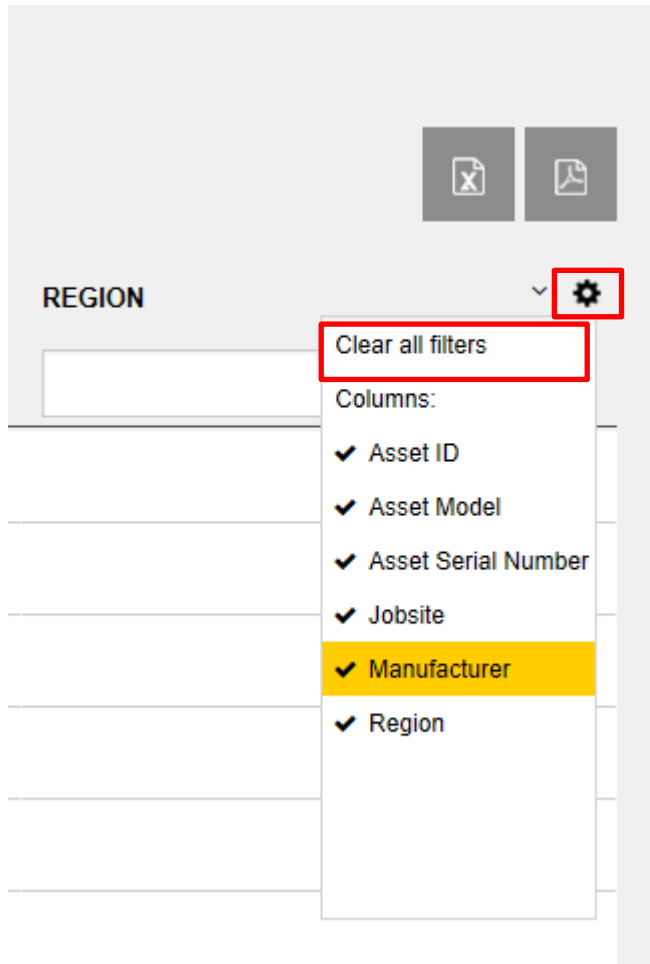 REGION
Clear all filters
Columns:
Asset ID
Asset Model
Asset Serial Number
Jobsite
Manufacturer
Region